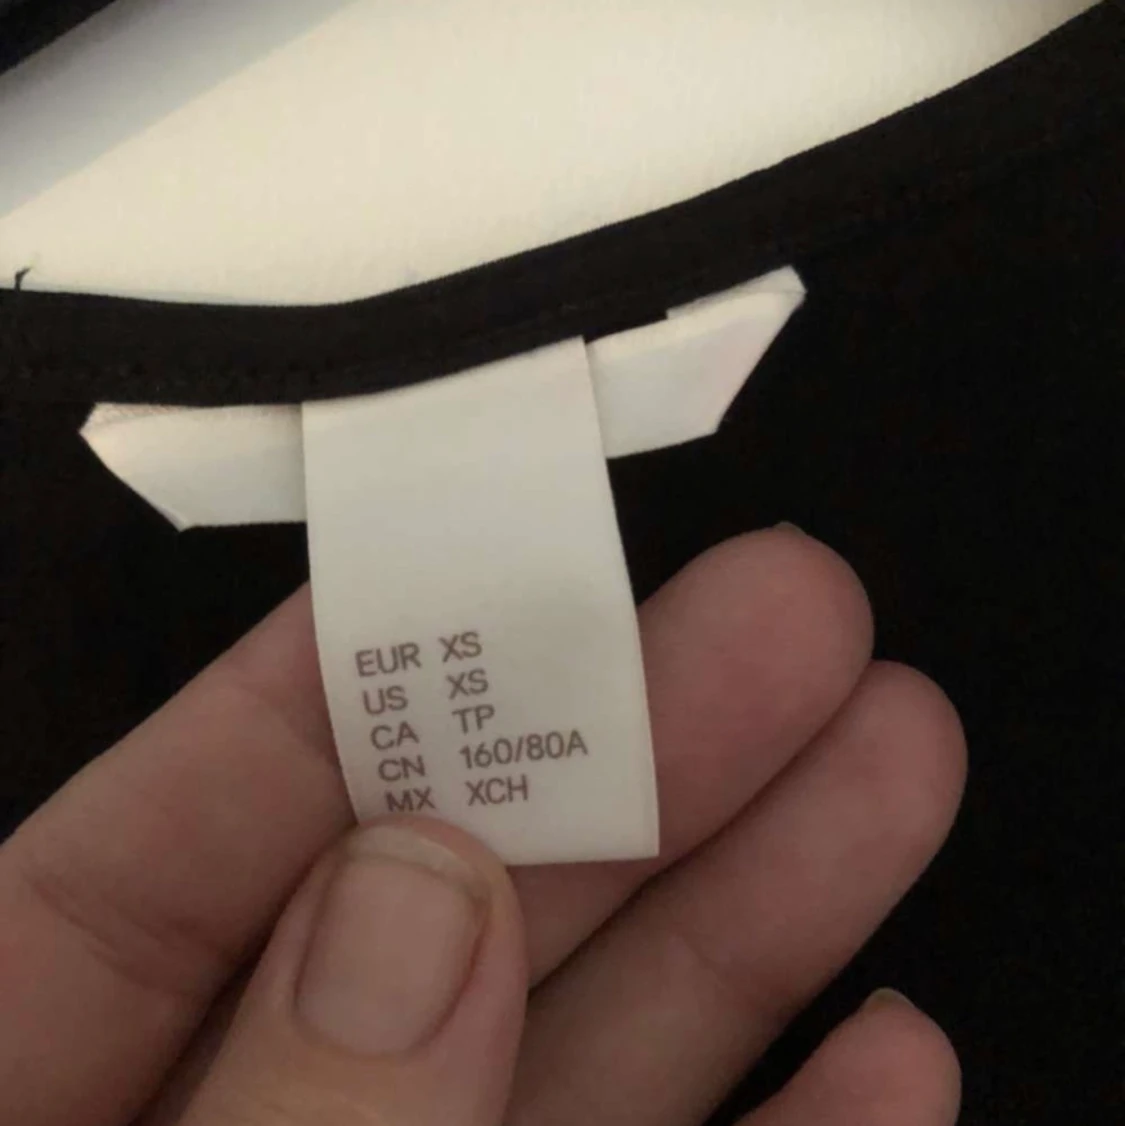 EUR XS
US XS
CA TP
CN 160/80A
MX XCH